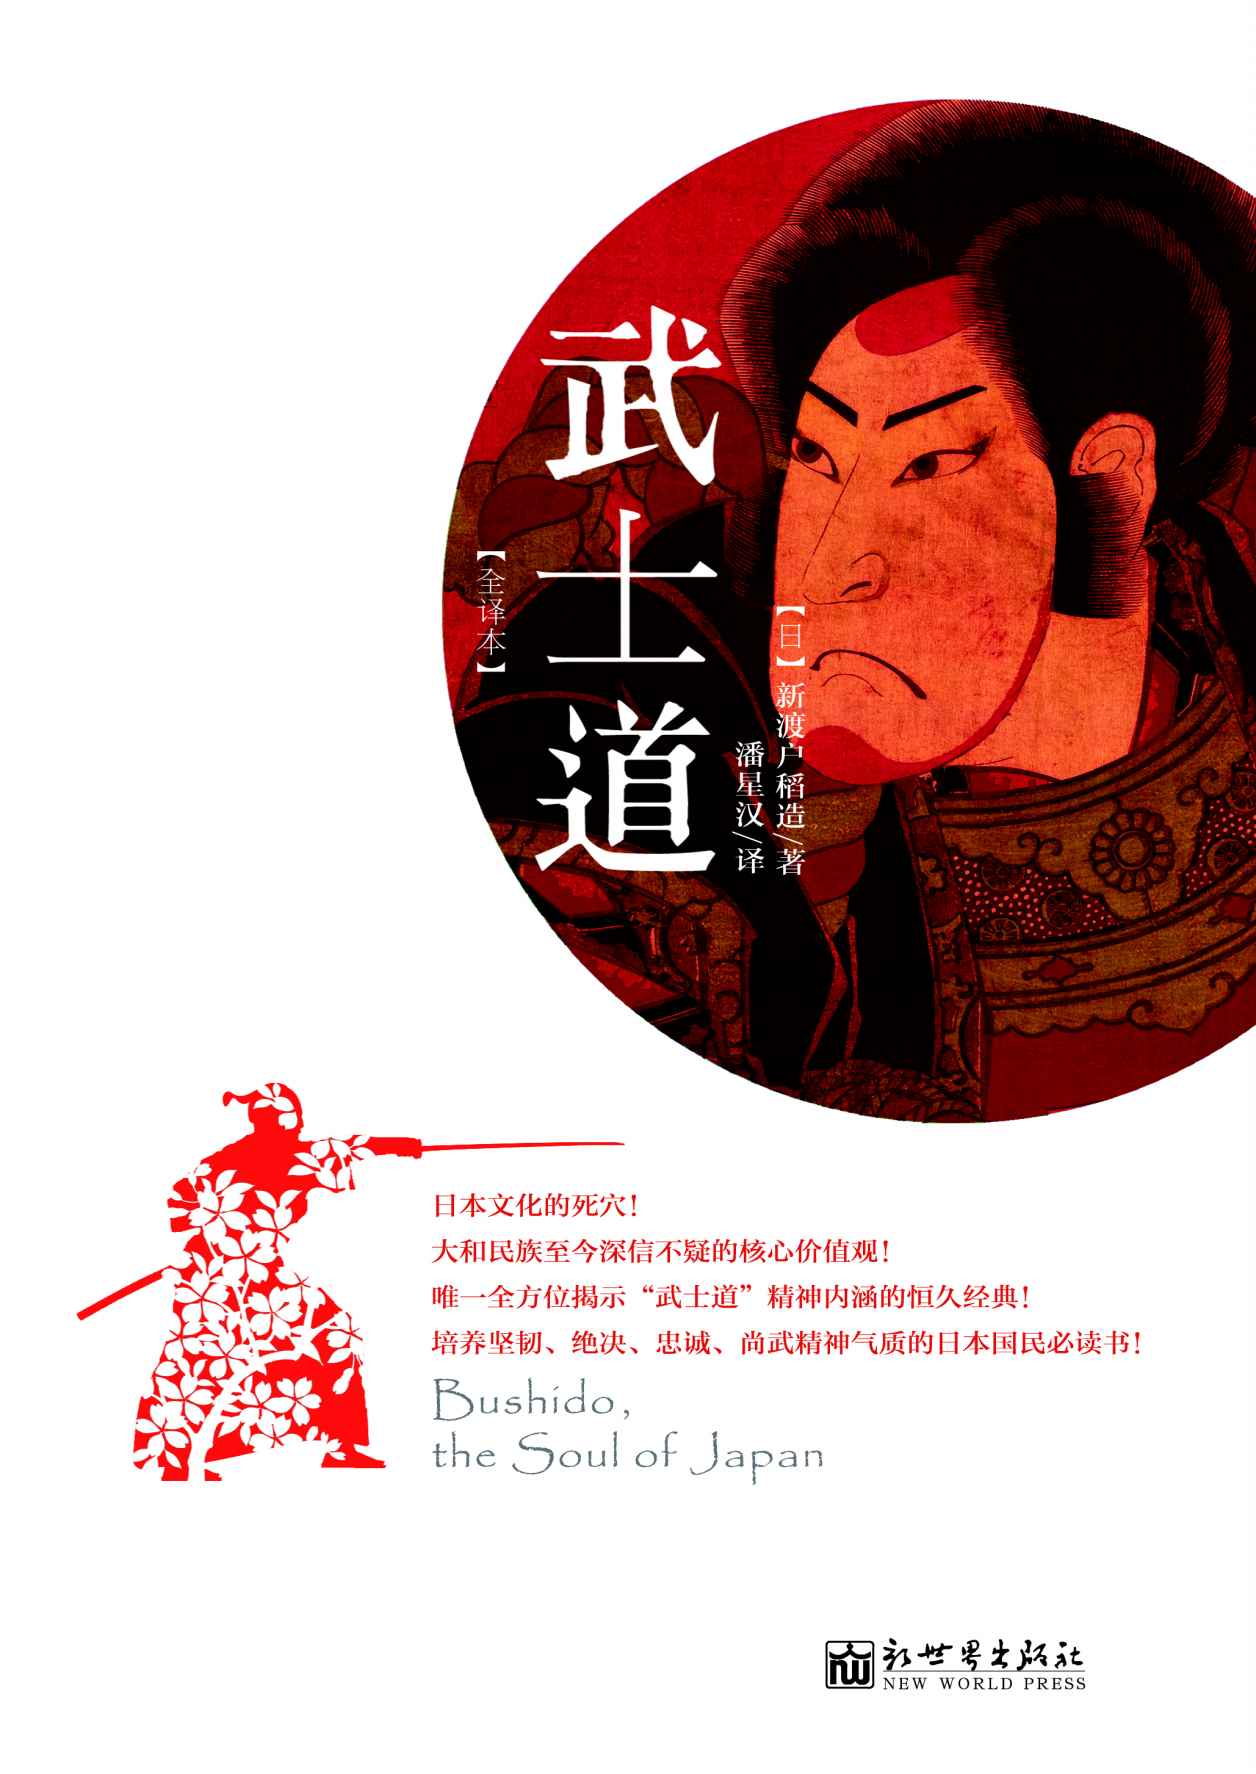 武士道
【全译本】
【日】新渡户稻造/著
潘星汉/译
日本文化的死穴！
大和民族至今深信不疑的核心价值观！
唯一全方位揭示“武士道”精神内涵的恒久经典！
培养坚韧、绝决、忠诚、尚武精神气质的日本国民必读书！
Bushido,
the Soul of Japan
nw
新世界出版社
NEW WORLD PRESS